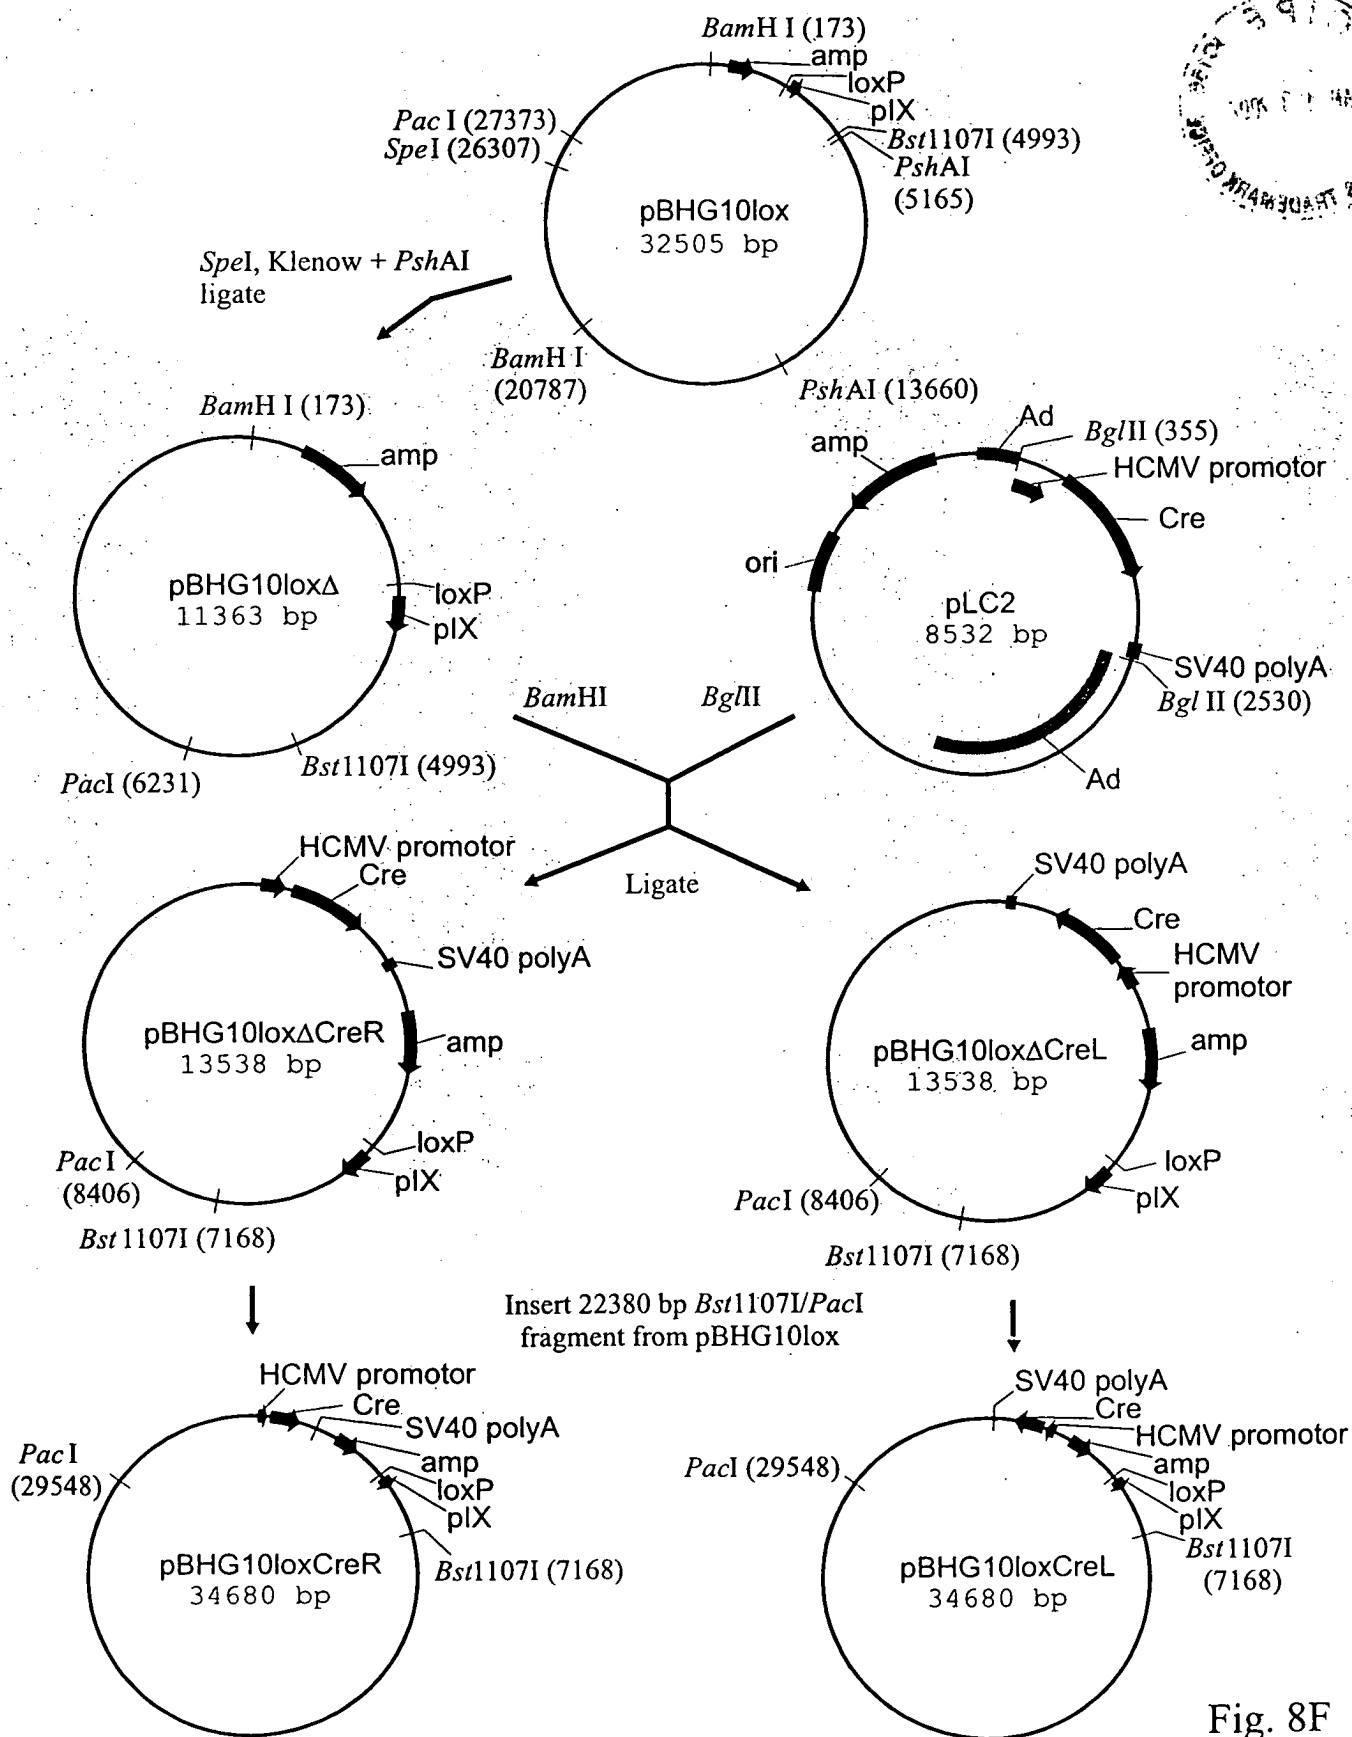 BamH I (173)
amp
loxP
pIX
Bst1107I (4993)
PshAI
(5165)
Pac I (27373)
SpeI (26307)
pBHG10lox
32505 bp
SpeI, Klenow + PshAI
ligate
BamH I
(20787)
PshAI (13660)
BamH I (173)
amp
loxP
pIX
pBHG10loxΔ
11363 bp
PacI (6231)
Bst1107I (4993)
amp
Ad
BglII (355)
HCMV promotor
Cre
ori
pLC2
8532 bp
SV40 polyA
Bgl II (2530)
Ad
BamHI
BglII
Ligate
HCMV promotor
Cre
SV40 polyA
pBHG10loxΔCreR
13538 bp
amp
loxP
pIX
PacI
(8406)
Bst1107I (7168)
SV40 polyA
Cre
HCMV
promotor
pBHG10loxΔCreL
13538 bp
amp
loxP
pIX
PacI (8406)
Bst1107I (7168)
Insert 22380 bp Bst1107I/PacI
fragment from pBHG10lox
HCMV promotor
Cre
SV40 polyA
amp
loxP
pIX
PacI
(29548)
pBHG10loxCreR
34680 bp
Bst1107I (7168)
SV40 polyA
Cre
HCMV promotor
amp
loxP
pIX
PacI (29548)
Bst1107I
(7168)
pBHG10loxCreL
34680 bp
Fig. 8F
TRADEMARK OFFICE